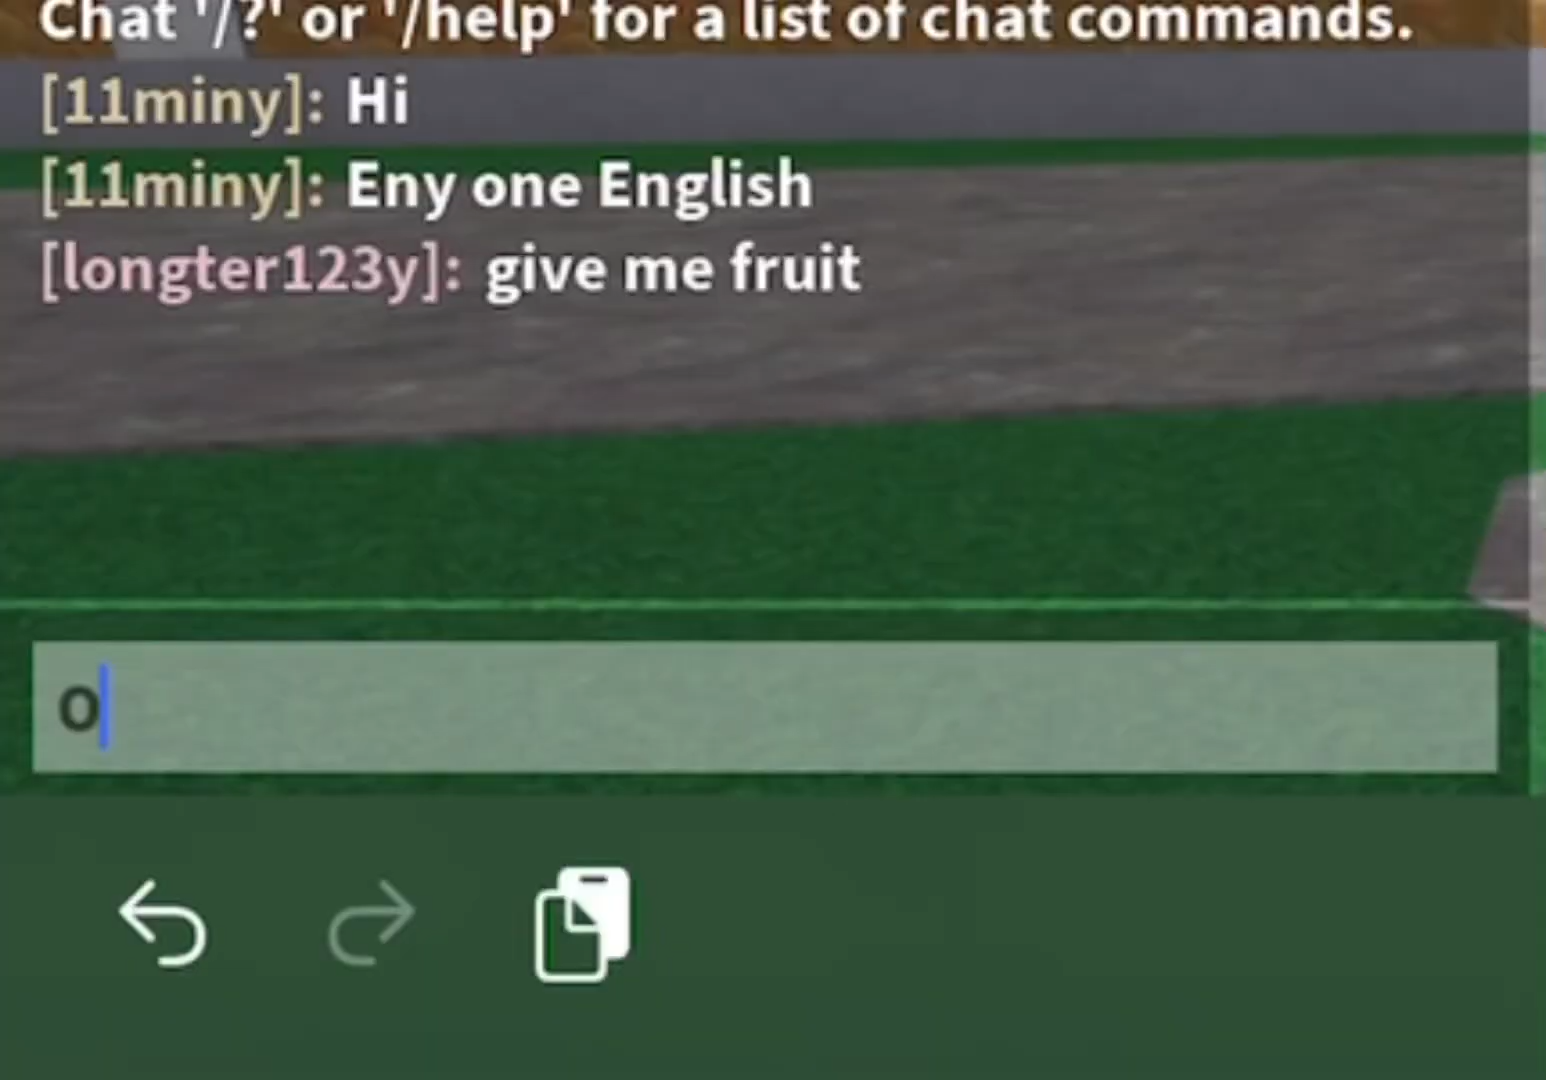 Chat '/?' or '/help' for a list of chat commands.
[11miny]: Hi
[11miny]: Eny one English
[longter123y]: give me fruit
o